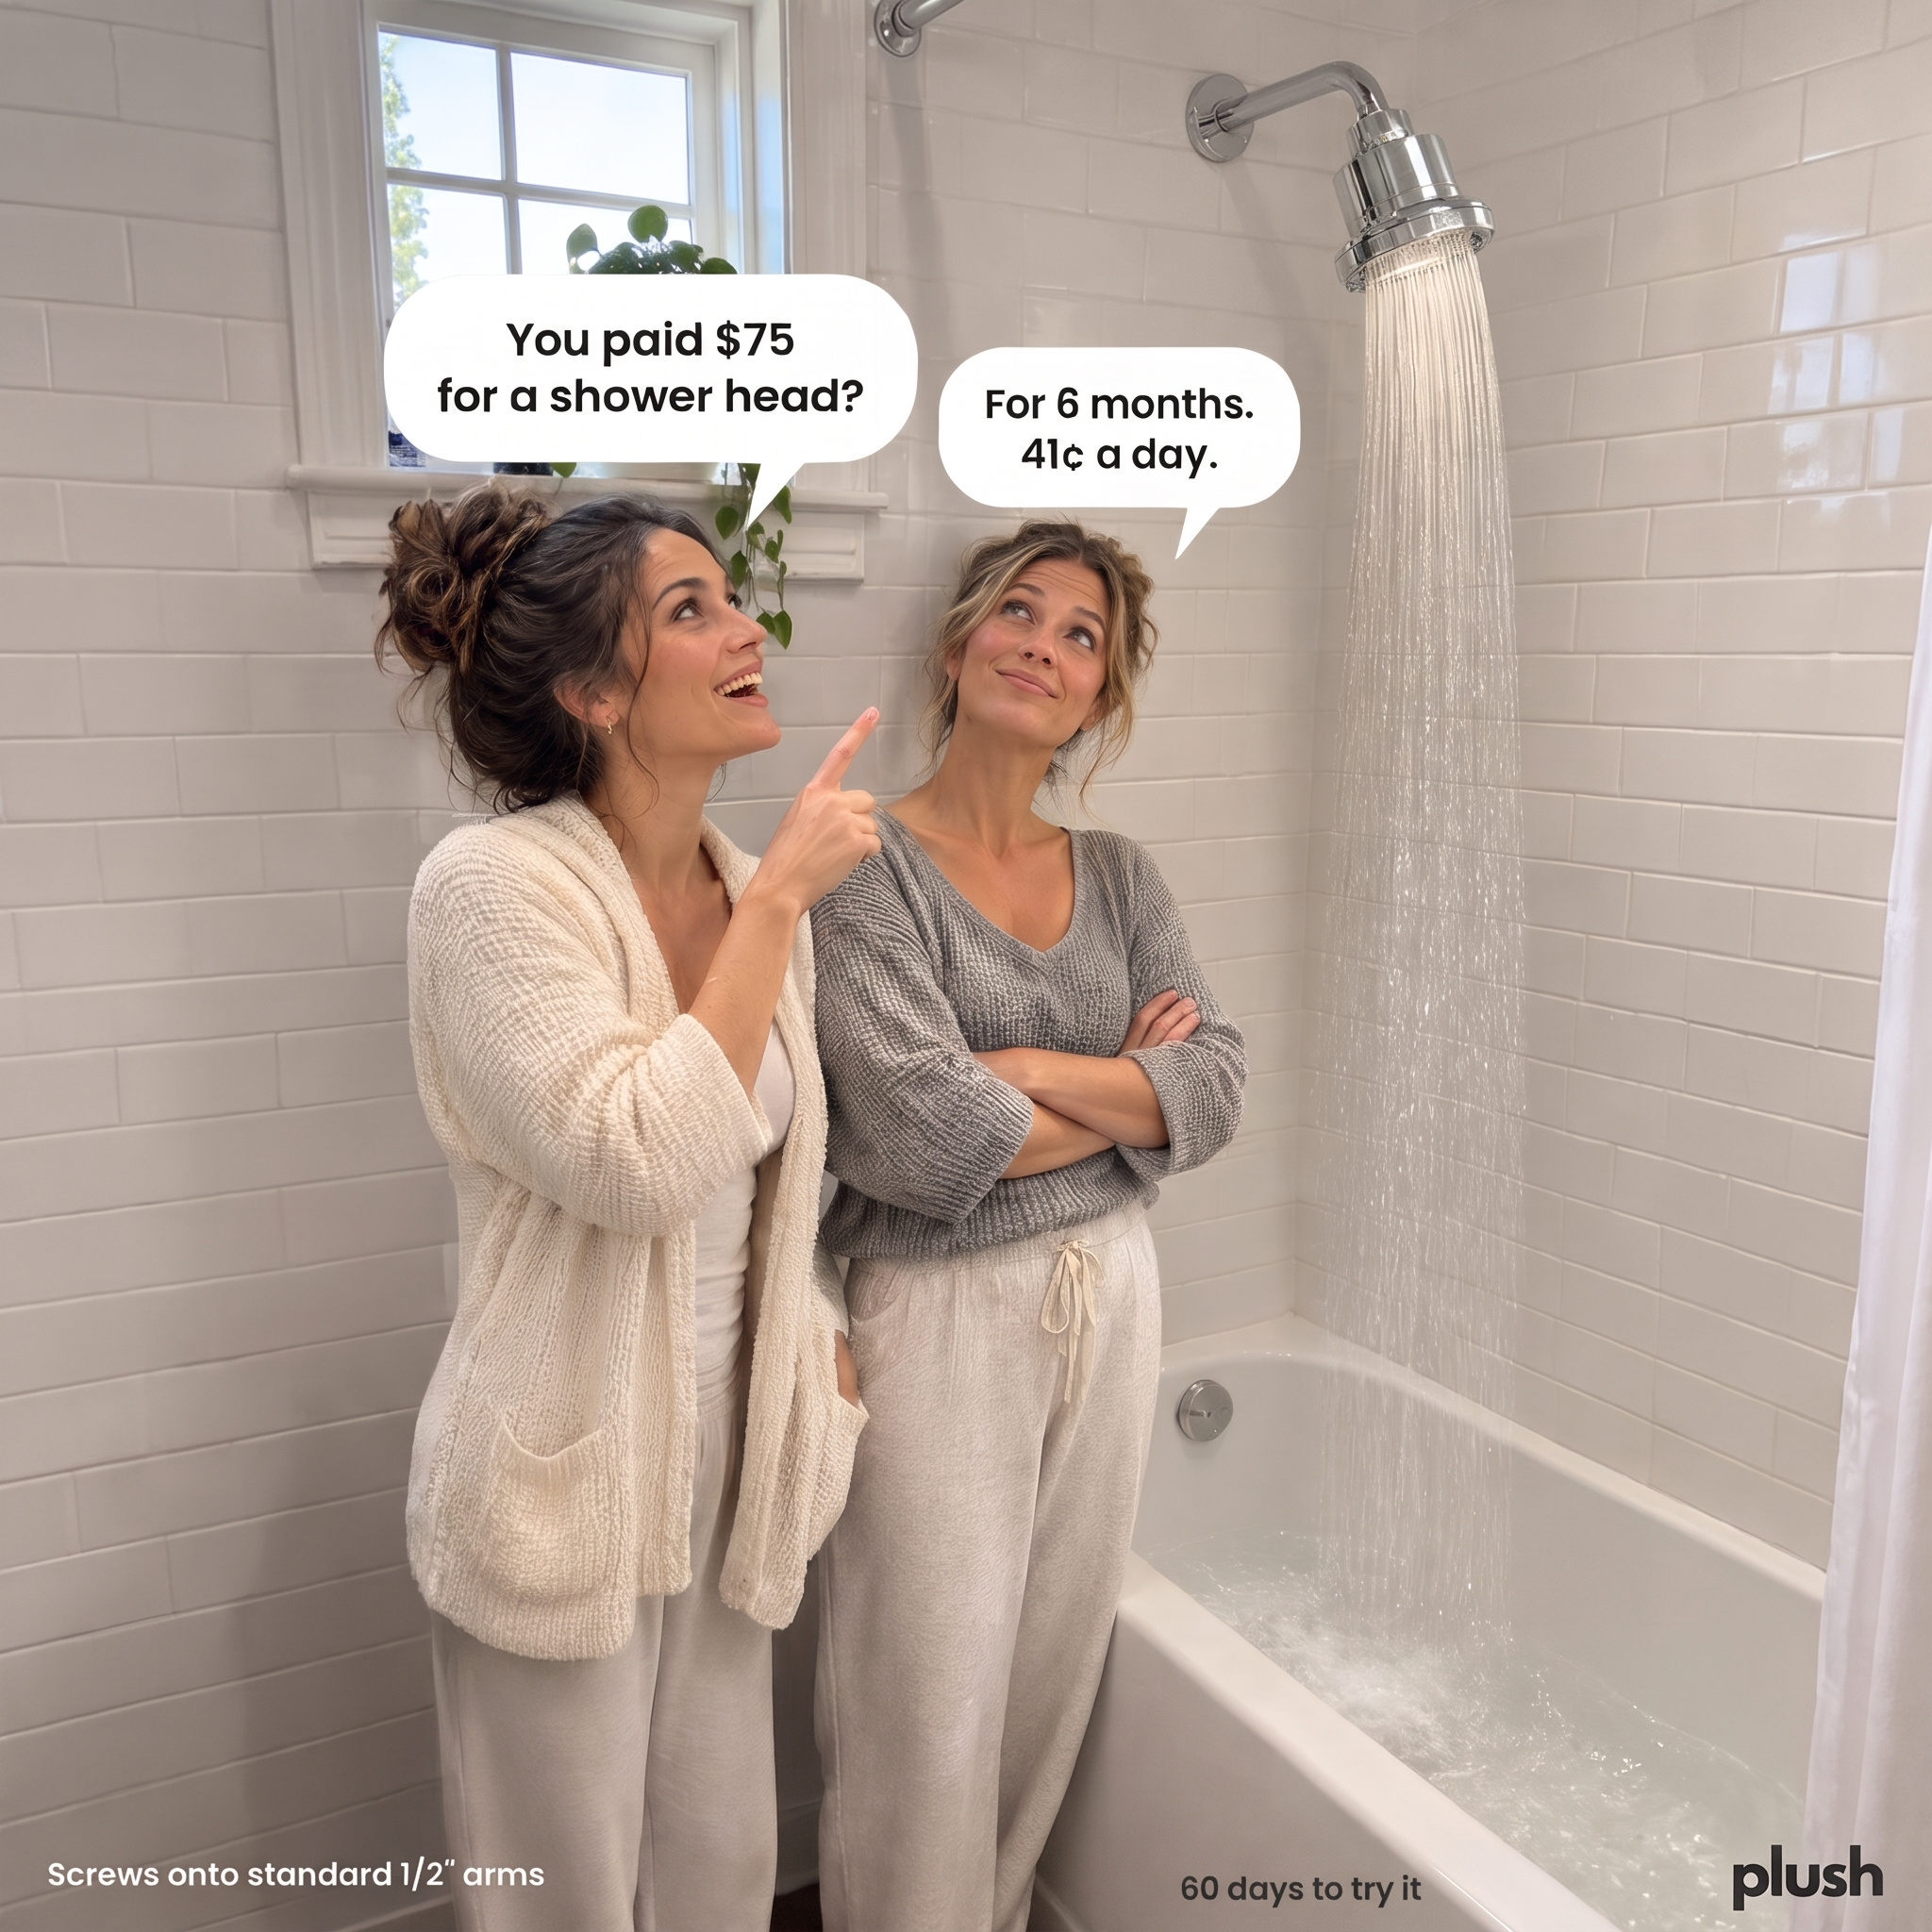 You paid $75
for a shower head?
For 6 months.
41¢ a day.
Screws onto standard 1/2" arms
60 days to try it
plush